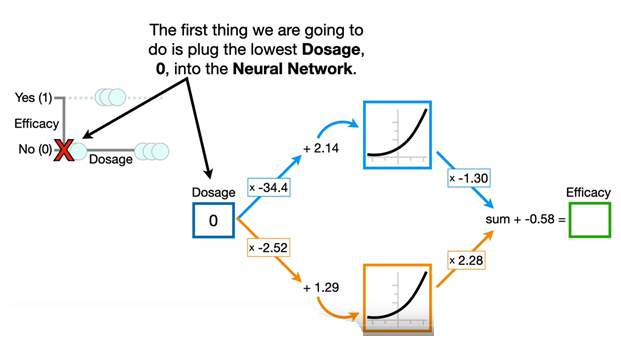 The first thing we are going to
do is plug the lowest Dosage,
0, into the Neural Network.
Yes (1)
Efficacy
No (0)
Dosage
+ 2.14
x -34.4
x -1.30
Dosage
0
Efficacy
sum + -0.58 =
x -2.52
x 2.28
+ 1.29